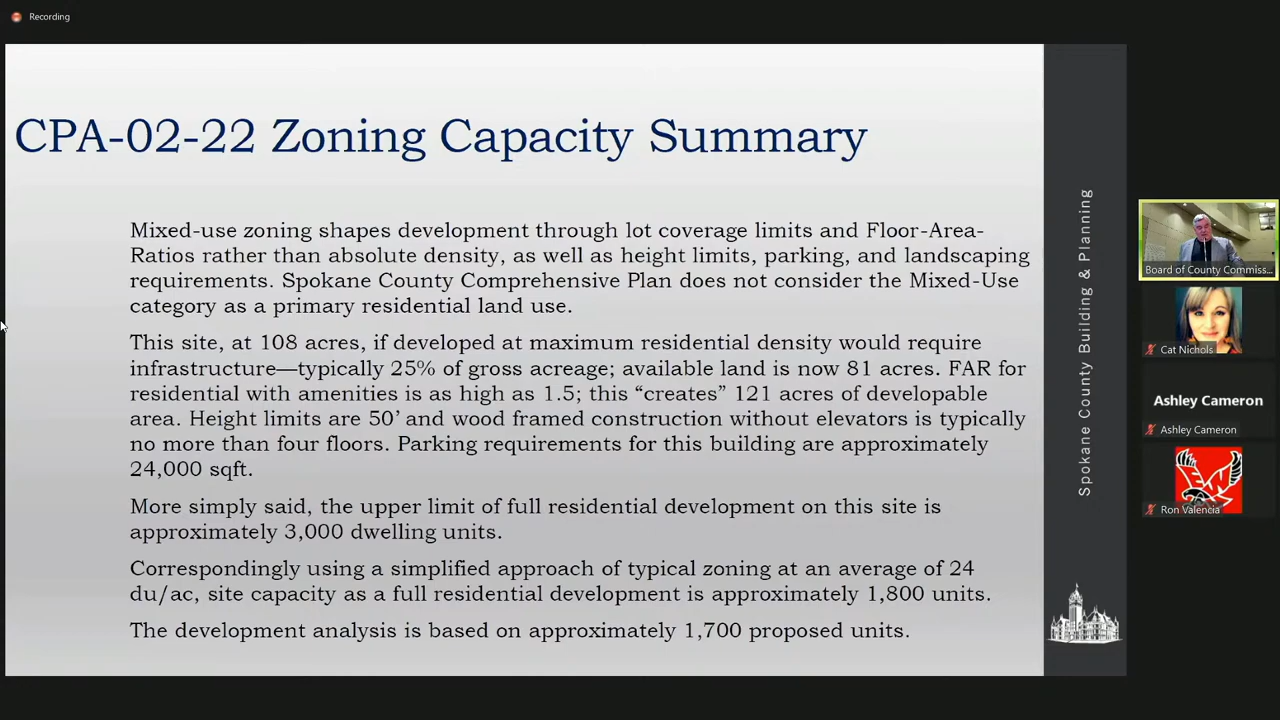 Recording
CPA-02-22 Zoning Capacity Summary
Mixed-use zoning shapes development through lot coverage limits and Floor-Area-
Ratios rather than absolute density, as well as height limits, parking, and landscaping
requirements. Spokane County Comprehensive Plan does not consider the Mixed-Use
category as a primary residential land use.
This site, at 108 acres, if developed at maximum residential density would require
infrastructure—typically 25% of gross acreage; available land is now 81 acres. FAR for
residential with amenities is as high as 1.5; this “creates” 121 acres of developable
area. Height limits are 50’ and wood framed construction without elevators is typically
no more than four floors. Parking requirements for this building are approximately
24,000 sqft.
More simply said, the upper limit of full residential development on this site is
approximately 3,000 dwelling units.
Correspondingly using a simplified approach of typical zoning at an average of 24
du/ac, site capacity as a full residential development is approximately 1,800 units.
The development analysis is based on approximately 1,700 proposed units.
Spokane County Building & Planning
Board of County Commiss...
Cat Nichols
Ashley Cameron
Ashley Cameron
Ron Valencia